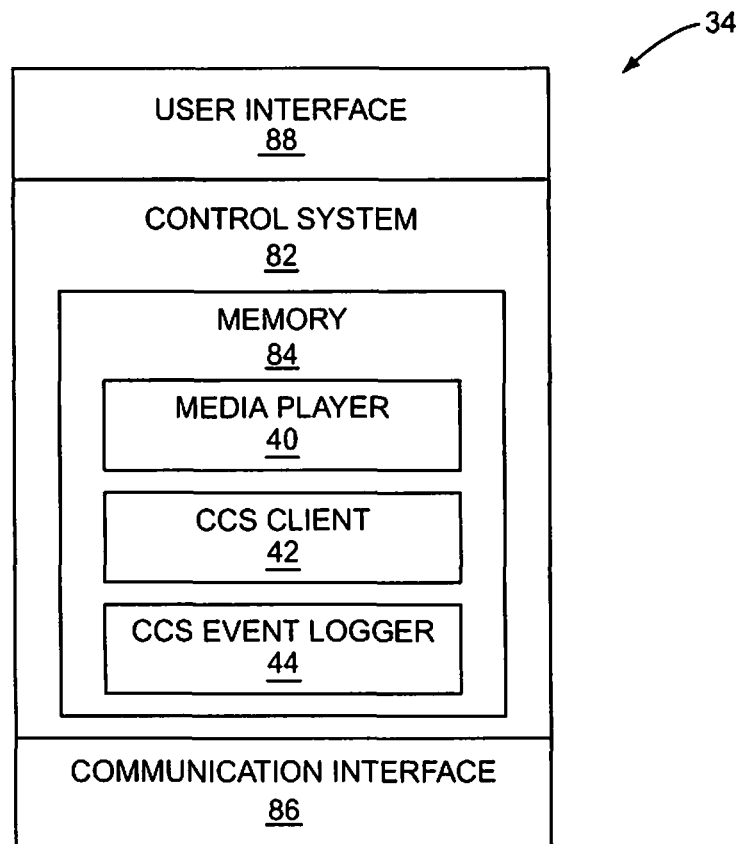 34
USER INTERFACE
88
CONTROL SYSTEM
82
MEMORY
84
MEDIA PLAYER
40
CCS CLIENT
42
CCS EVENT LOGGER
44
COMMUNICATION INTERFACE
86